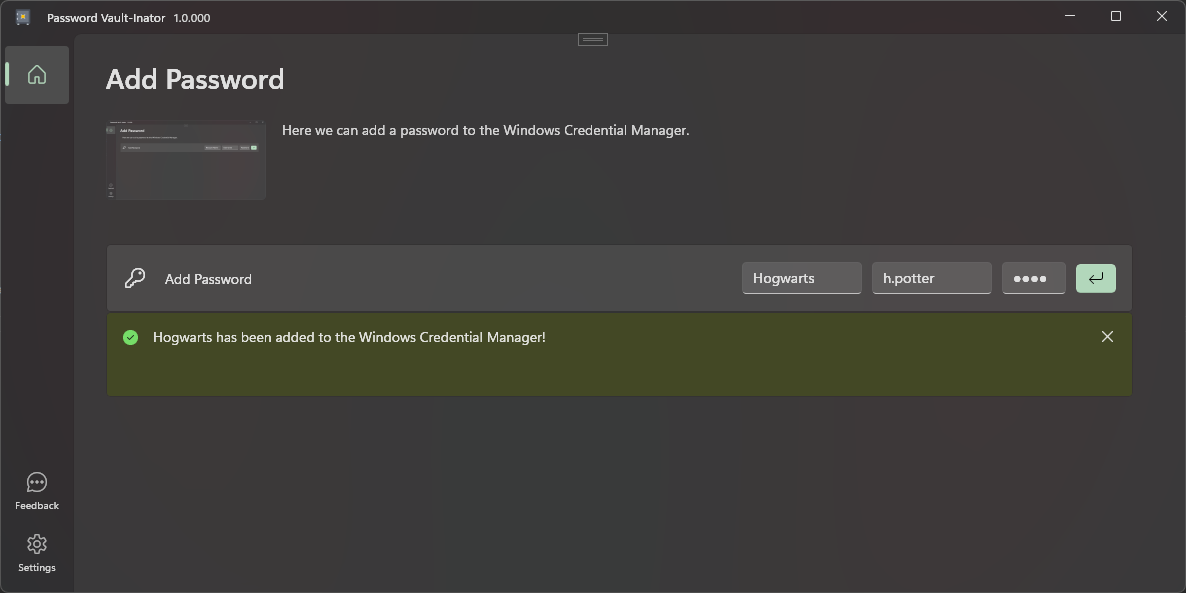 Password Vault-Inator 1.0.000
Add Password
Here we can add a password to the Windows Credential Manager.
Add Password
Hogwarts
h.potter
Hogwarts has been added to the Windows Credential Manager!
Feedback
Settings